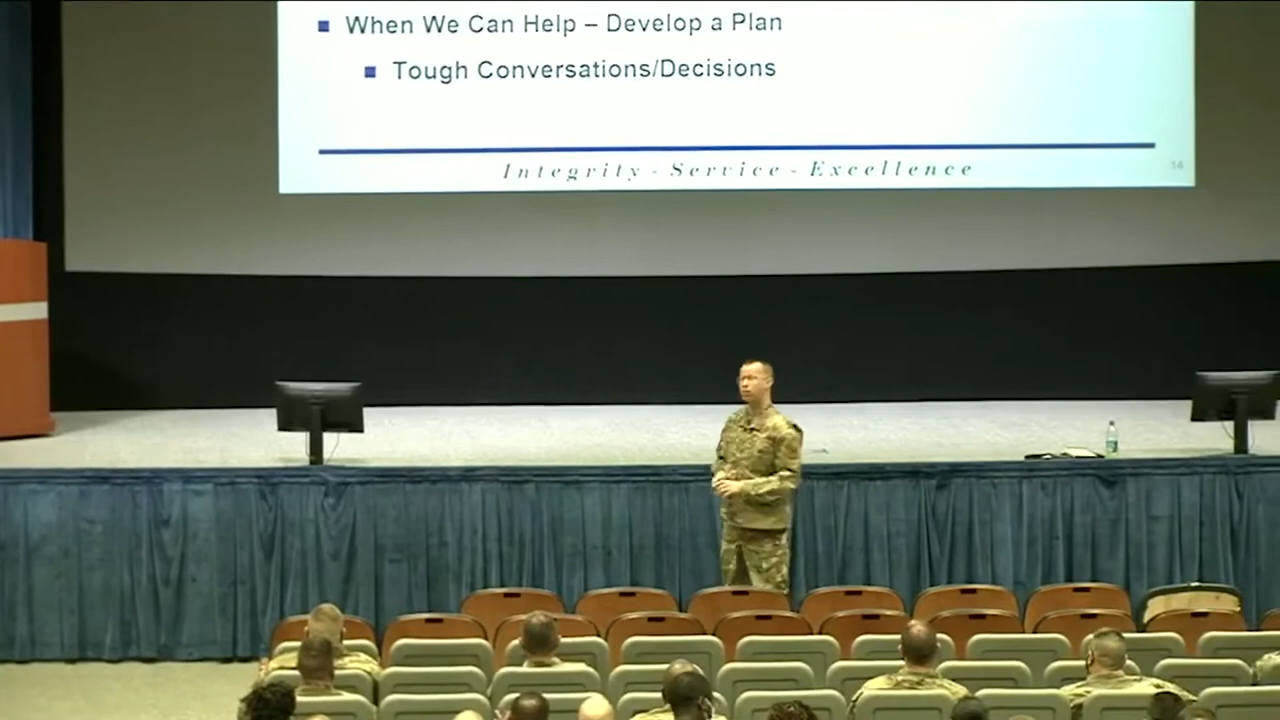 When We Can Help – Develop a Plan
Tough Conversations/Decisions
Integrity - Service - Excellence
14